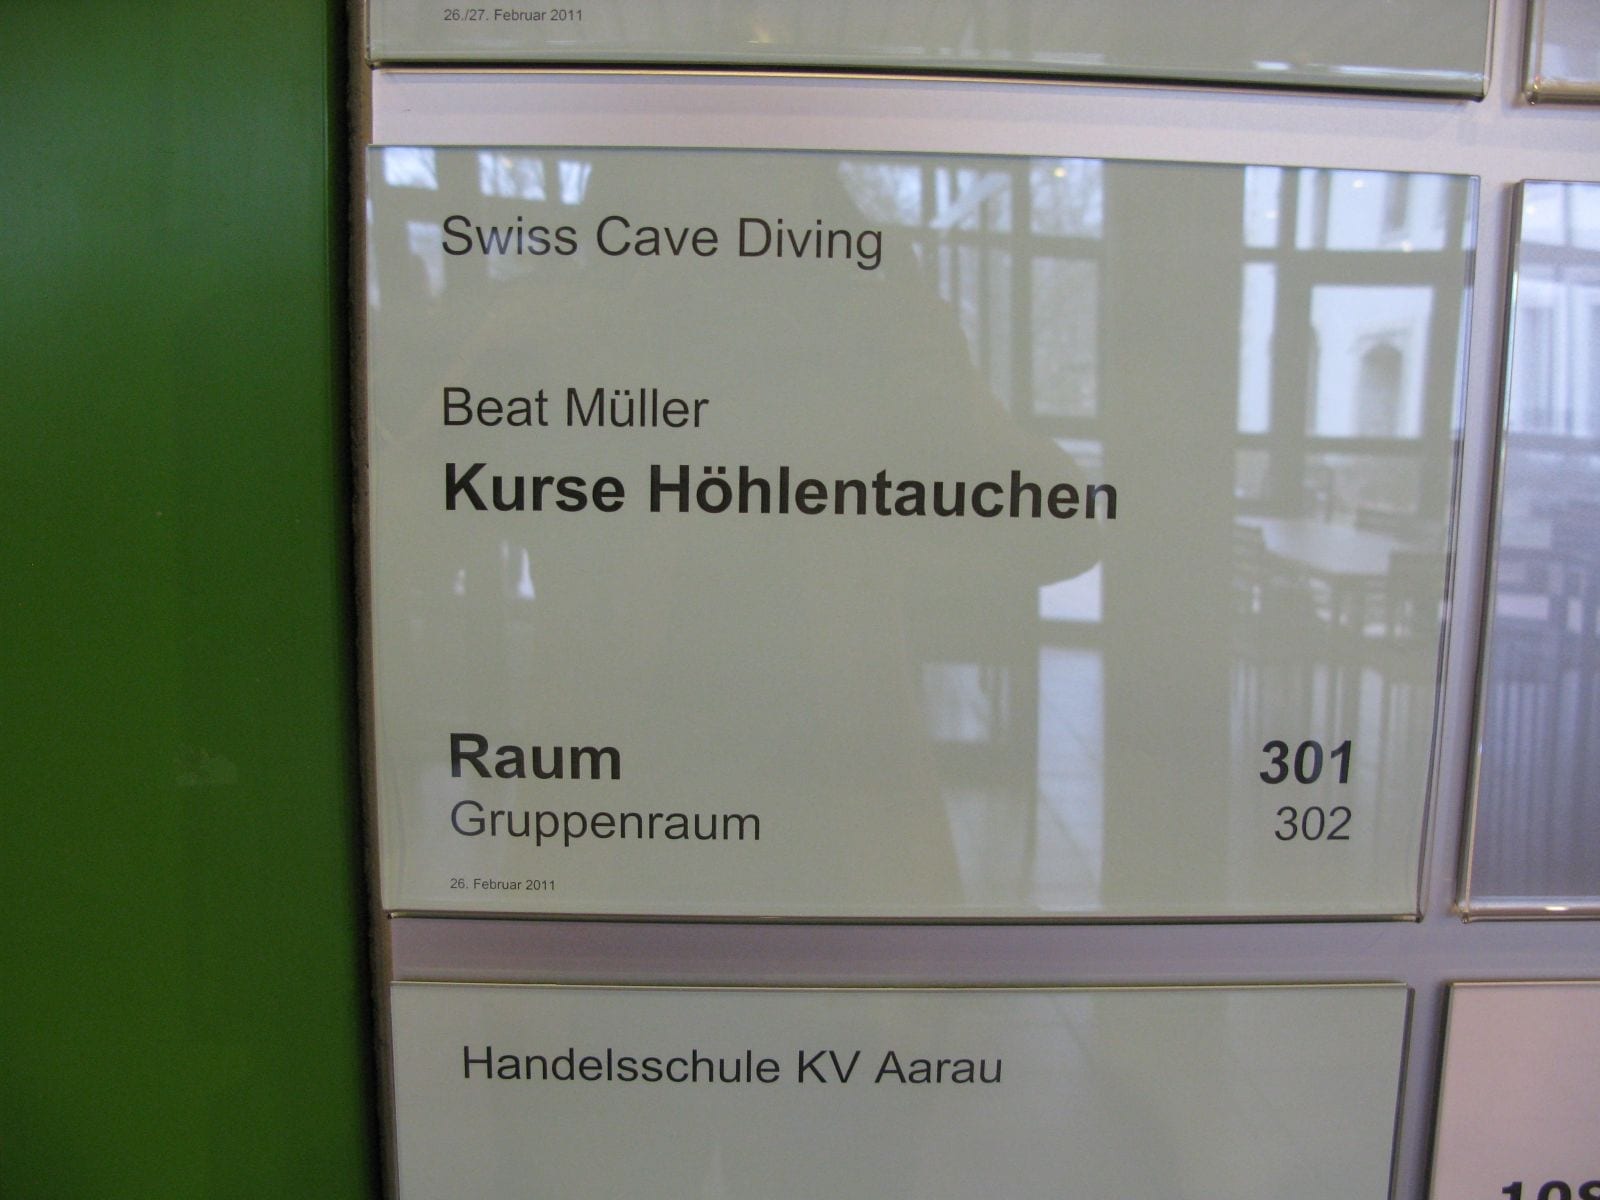 26./27. Februar 2011
Swiss Cave Diving
Beat Müller
Kurse Höhlentauchen
Raum 301
Gruppenraum 302
26. Februar 2011
Handelsschule KV Aarau